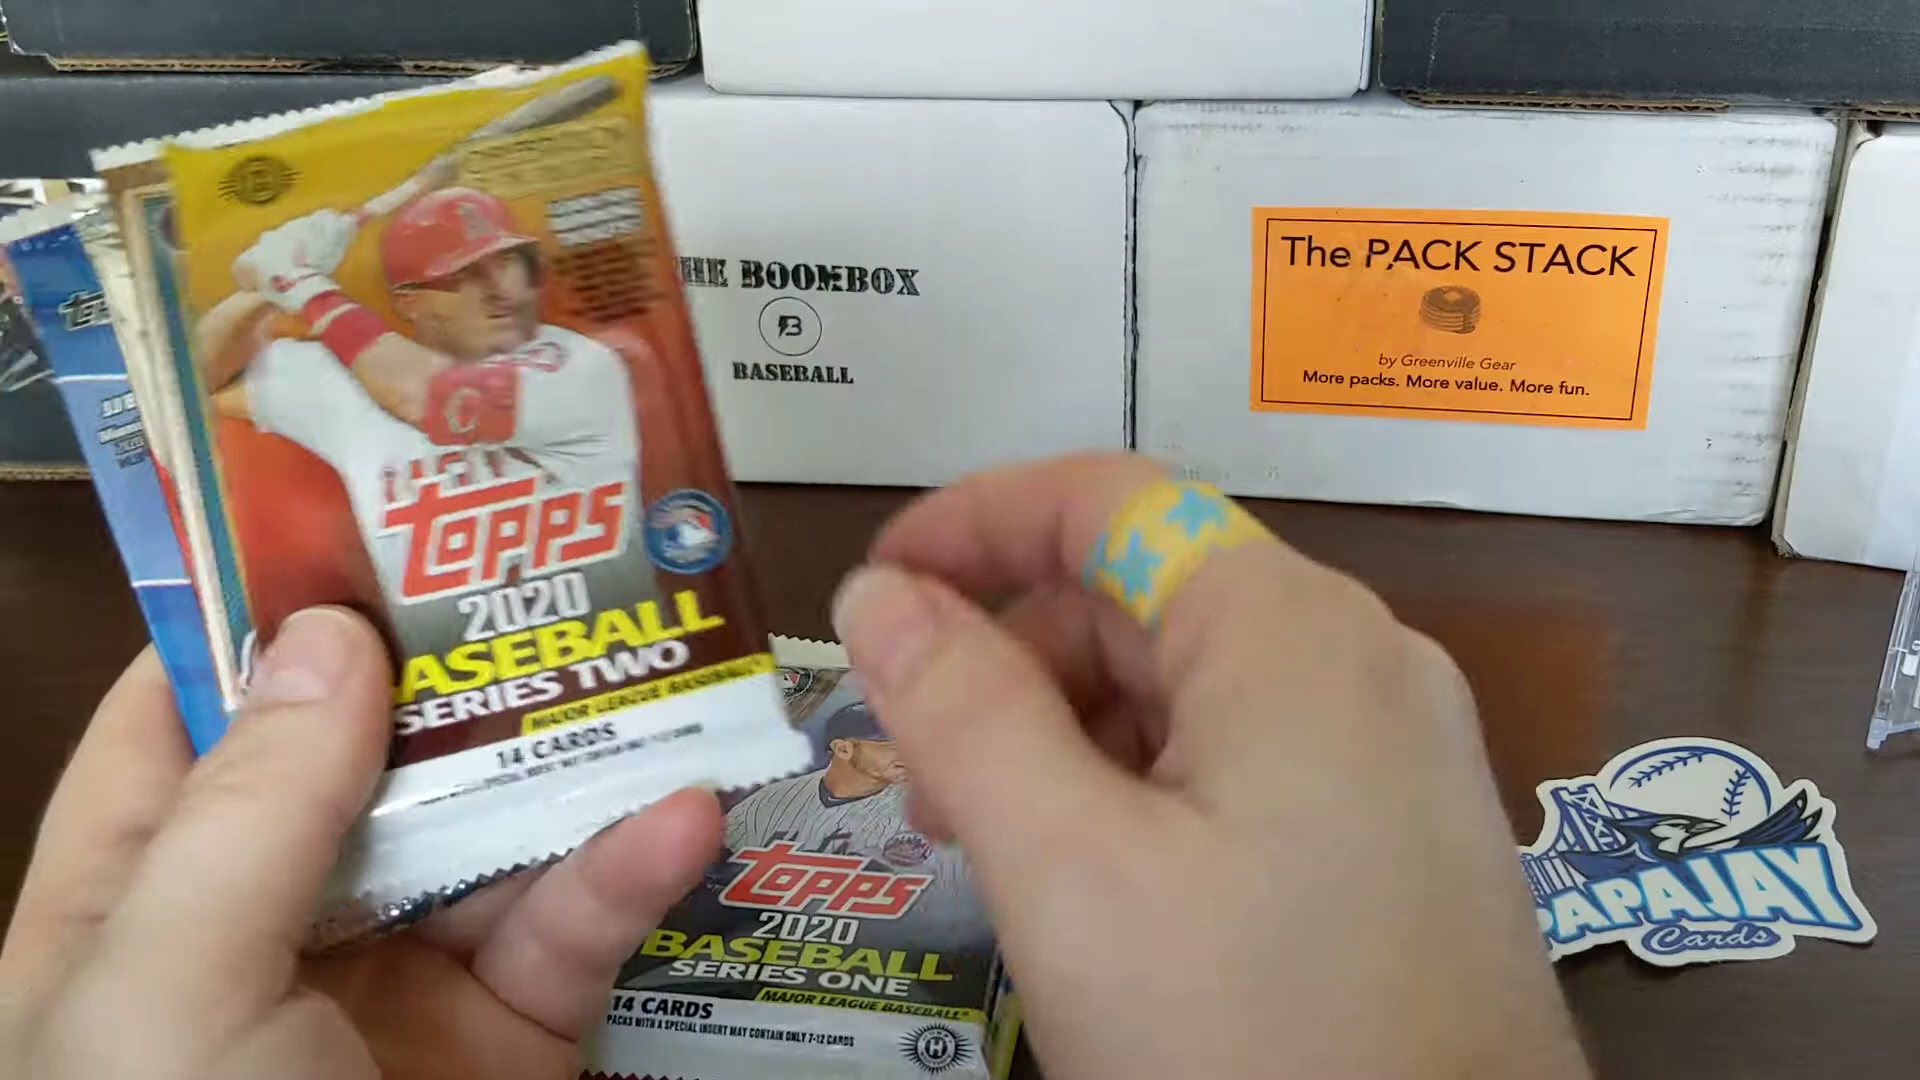 THE BOOMBOX
B
BASEBALL
The PACK STACK
by Greenville Gear
More packs. More value. More fun.
TOPPS
2020
ASEBALL
SERIES TWO
MAJOR LEAGUE BASEBALL
14 CARDS
TOPPS
2020
BASEBALL
SERIES ONE
MAJOR LEAGUE BASEBALL®
14 CARDS
PACKS WITH A SPECIAL INSERT MAY CONTAIN ONLY 7-12 CARDS
H
PAPAJAY
Cards